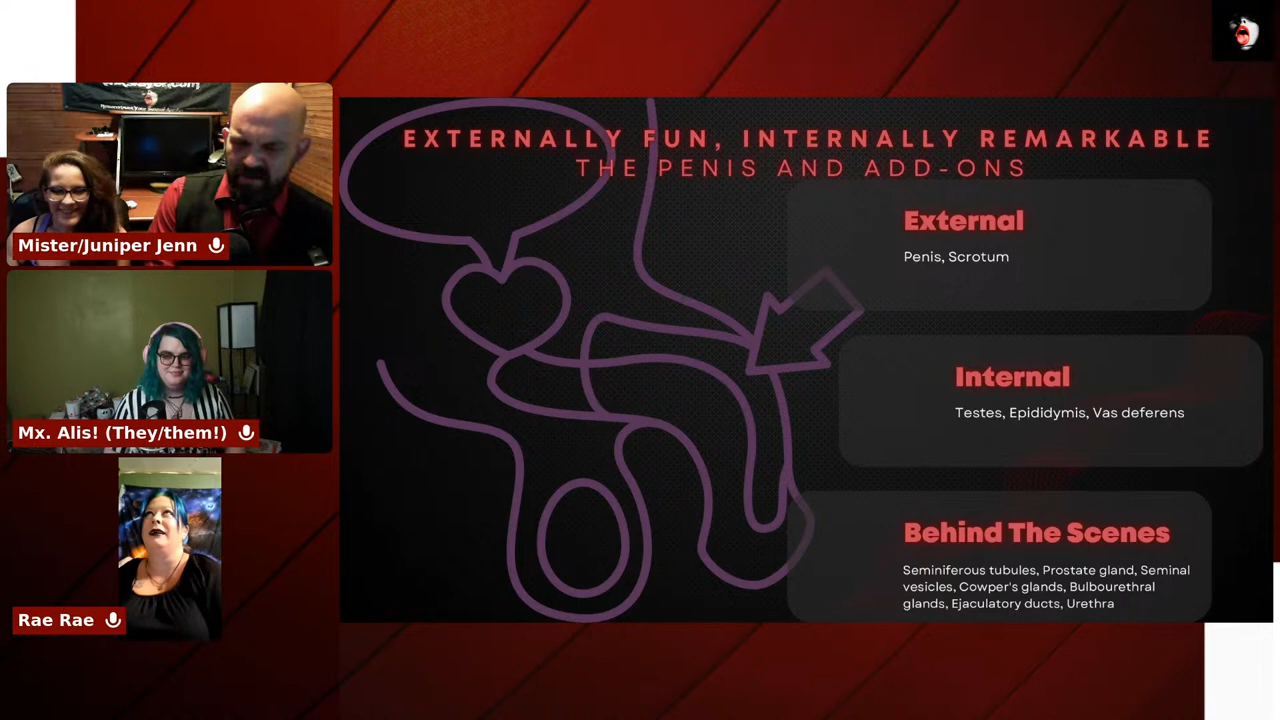 EXTERNALLY FUN, INTERNALLY REMARKABLE
THE PENIS AND ADD-ONS
External
Penis, Scrotum
Internal
Testes, Epididymis, Vas deferens
Behind The Scenes
Seminiferous tubules, Prostate gland, Seminal
vesicles, Cowper's glands, Bulbourethral
glands, Ejaculatory ducts, Urethra
Mister/Juniper Jenn
Mx. Alis! (They/them!)
Rae Rae